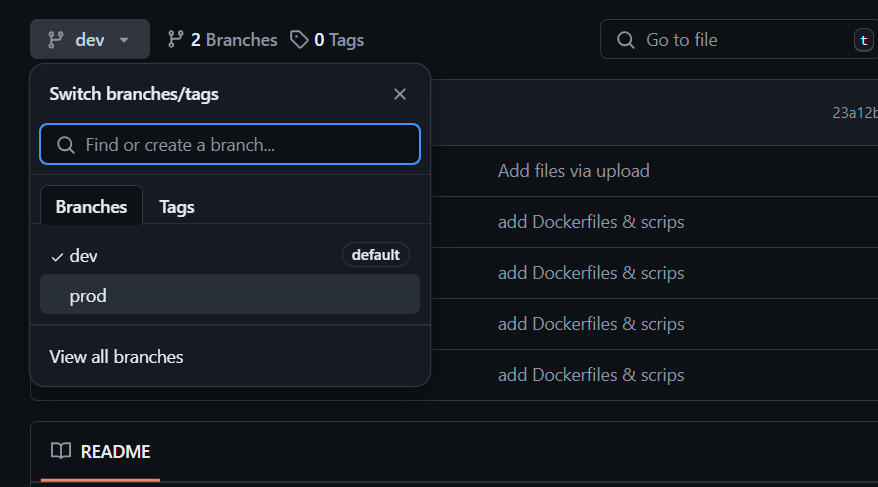 dev 2 Branches 0 Tags Go to file t
Switch branches/tags
Find or create a branch...
Branches Tags
dev default
prod
View all branches
Add files via upload
add Dockerfiles & scrips
add Dockerfiles & scrips
add Dockerfiles & scrips
add Dockerfiles & scrips
README